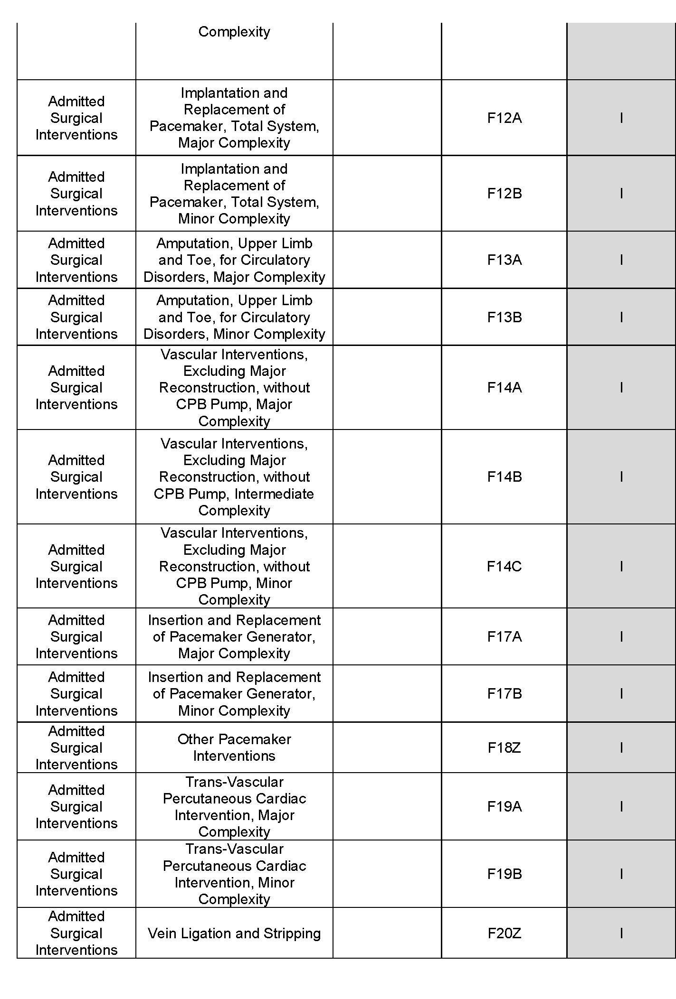 Complexity
Admitted
Surgical
Interventions
Implantation and
Replacement of
Pacemaker, Total System,
Major Complexity
F12A
I
Admitted
Surgical
Interventions
Implantation and
Replacement of
Pacemaker, Total System,
Minor Complexity
F12B
I
Admitted
Surgical
Interventions
Amputation, Upper Limb
and Toe, for Circulatory
Disorders, Major Complexity
F13A
I
Admitted
Surgical
Interventions
Amputation, Upper Limb
and Toe, for Circulatory
Disorders, Minor Complexity
F13B
I
Admitted
Surgical
Interventions
Vascular Interventions,
Excluding Major
Reconstruction, without
CPB Pump, Major
Complexity
F14A
I
Admitted
Surgical
Interventions
Vascular Interventions,
Excluding Major
Reconstruction, without
CPB Pump, Intermediate
Complexity
F14B
I
Admitted
Surgical
Interventions
Vascular Interventions,
Excluding Major
Reconstruction, without
CPB Pump, Minor
Complexity
F14C
I
Admitted
Surgical
Interventions
Insertion and Replacement
of Pacemaker Generator,
Major Complexity
F17A
I
Admitted
Surgical
Interventions
Insertion and Replacement
of Pacemaker Generator,
Minor Complexity
F17B
I
Admitted
Surgical
Interventions
Other Pacemaker
Interventions
F18Z
I
Admitted
Surgical
Interventions
Trans-Vascular
Percutaneous Cardiac
Intervention, Major
Complexity
F19A
I
Admitted
Surgical
Interventions
Trans-Vascular
Percutaneous Cardiac
Intervention, Minor
Complexity
F19B
I
Admitted
Surgical
Interventions
Vein Ligation and Stripping
F20Z
I